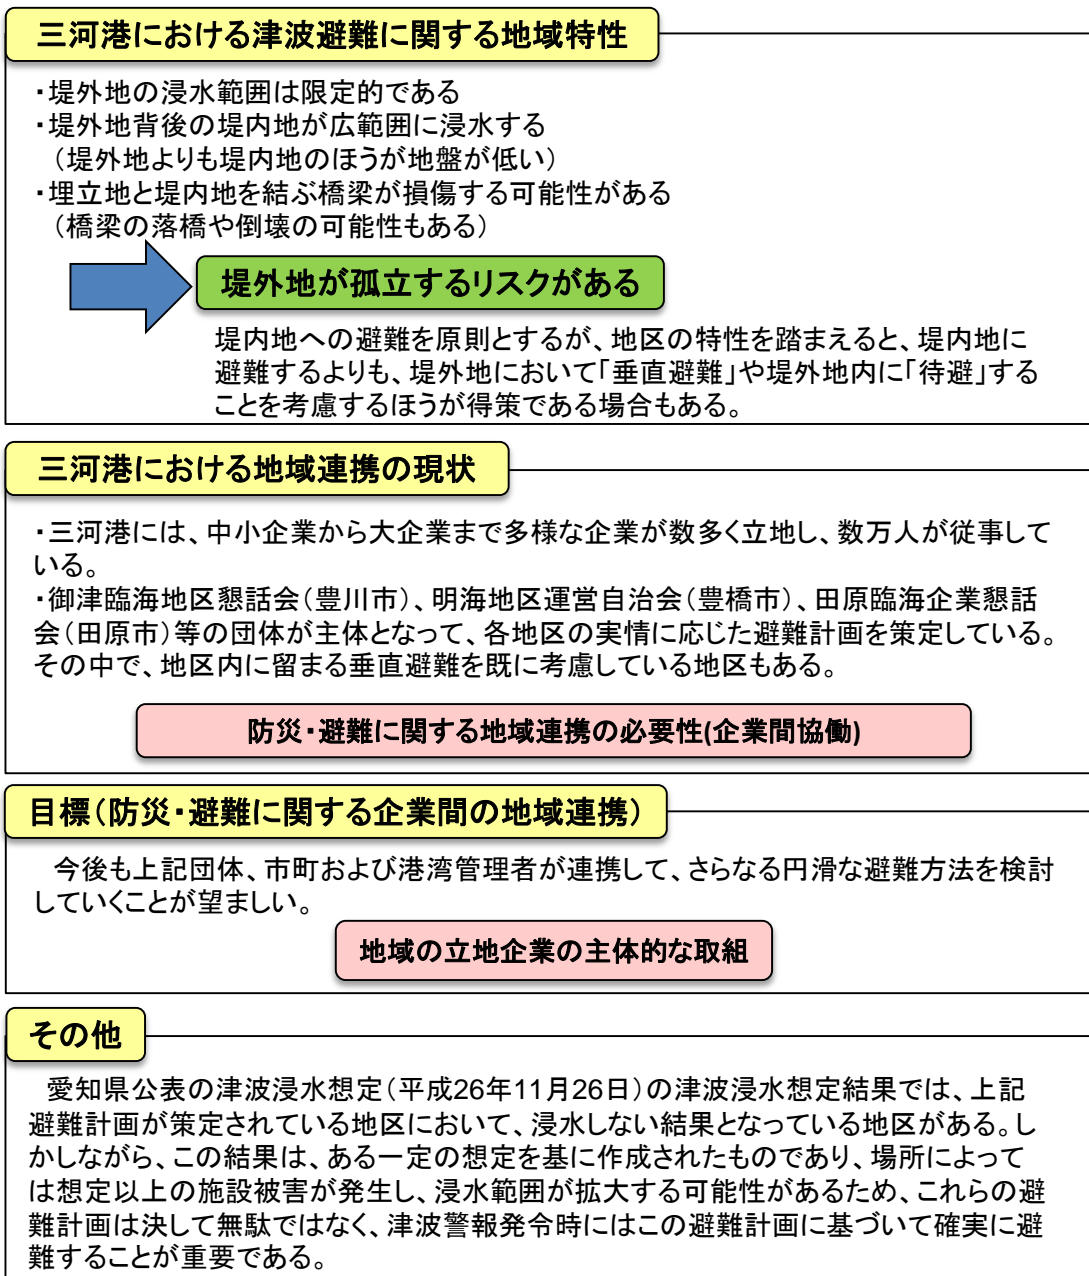 三河港における津波避難に関する地域特性
・堤外地の浸水範囲は限定的である
・堤外地背後の堤内地が広範囲に浸水する
（堤外地よりも堤内地のほうが地盤が低い）
・埋立地と堤内地を結ぶ橋梁が損傷する可能性がある
（橋梁の落橋や倒壊の可能性もある）
堤外地が孤立するリスクがある
堤内地への避難を原則とするが、地区の特性を踏まえると、堤内地に
避難するよりも、堤外地において「垂直避難」や堤外地内に「待避」する
ことを考慮するほうが得策である場合もある。
三河港における地域連携の現状
・三河港には、中小企業から大企業まで多様な企業が数多く立地し、数万人が従事して
いる。
・御津臨海地区懇話会（豊川市）、明海地区運営自治会（豊橋市）、田原臨海企業懇話
会（田原市）等の団体が主体となって、各地区の実情に応じた避難計画を策定している。
その中で、地区内に留まる垂直避難を既に考慮している地区もある。
防災・避難に関する地域連携の必要性(企業間協働)
目標（防災・避難に関する企業間の地域連携）
今後も上記団体、市町および港湾管理者が連携して、さらなる円滑な避難方法を検討
していくことが望ましい。
地域の立地企業の主体的な取組
その他
愛知県公表の津波浸水想定（平成26年11月26日）の津波浸水想定結果では、上記
避難計画が策定されている地区において、浸水しない結果となっている地区がある。し
かしながら、この結果は、ある一定の想定を基に作成されたものであり、場所によって
は想定以上の施設被害が発生し、浸水範囲が拡大する可能性があるため、これらの避
難計画は決して無駄ではなく、津波警報発令時にはこの避難計画に基づいて確実に避
難することが重要である。